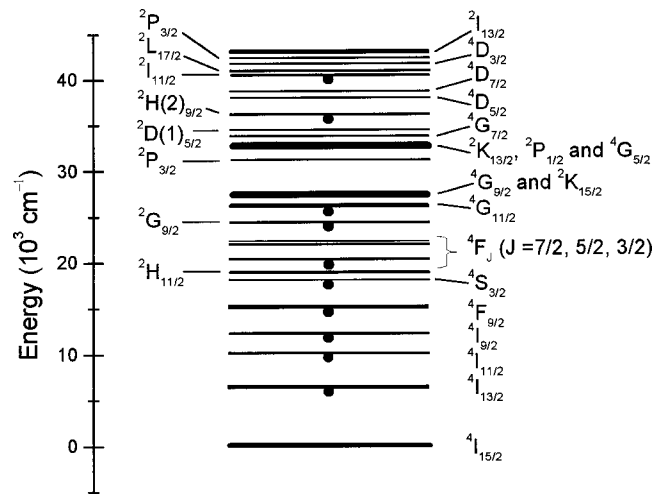 ²P₃/₂
²L₁₇/₂
²I₁₁/₂
²H(2)₉/₂
²D(1)₅/₂
²P₃/₂
²G₉/₂
²H₁₁/₂
Energy (10³ cm⁻¹)
40
30
20
10
0
²I₁₃/₂
⁴D₃/₂
⁴D₇/₂
⁴D₅/₂
⁴G₇/₂
²K₁₃/₂, ²P₁/₂ and ⁴G₅/₂
⁴G₉/₂ and ²K₁₅/₂
⁴G₁₁/₂
⁴F_J (J =7/2, 5/2, 3/2)
⁴S₃/₂
⁴F₉/₂
⁴I₉/₂
⁴I₁₁/₂
⁴I₁₃/₂
⁴I₁₅/₂